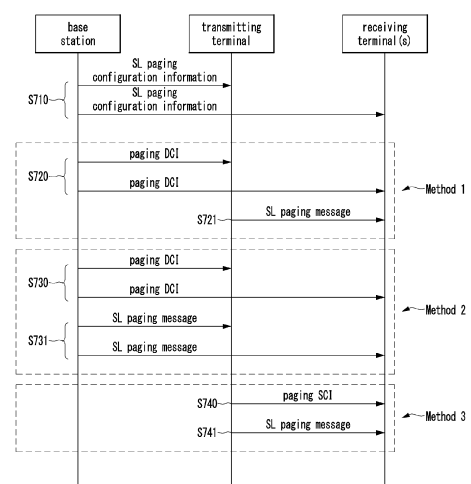 base
station
transmitting
terminal
receiving
terminal(s)
SL paging
configuration information
SL paging
configuration information
S710
paging DCI
S720
paging DCI
Method 1
SL paging message
S721
paging DCI
S730
paging DCI
Method 2
SL paging message
S731
SL paging message
paging SCI
S740
Method 3
SL paging message
S741